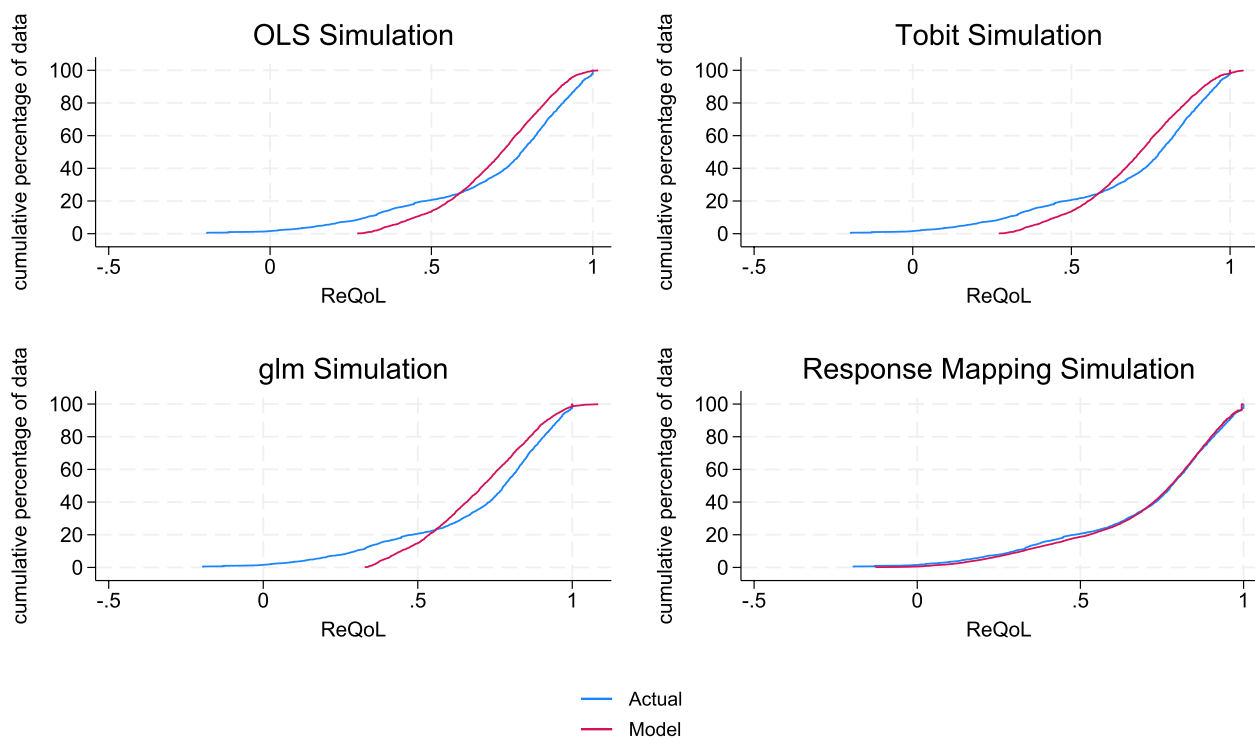 OLS Simulation
cumulative percentage of data
100
80
60
40
20
0
-.5 0 .5 1
ReQoL
Tobit Simulation
cumulative percentage of data
100
80
60
40
20
0
-.5 0 .5 1
ReQoL
glm Simulation
cumulative percentage of data
100
80
60
40
20
0
-.5 0 .5 1
ReQoL
Response Mapping Simulation
cumulative percentage of data
100
80
60
40
20
0
-.5 0 .5 1
ReQoL
Actual
Model